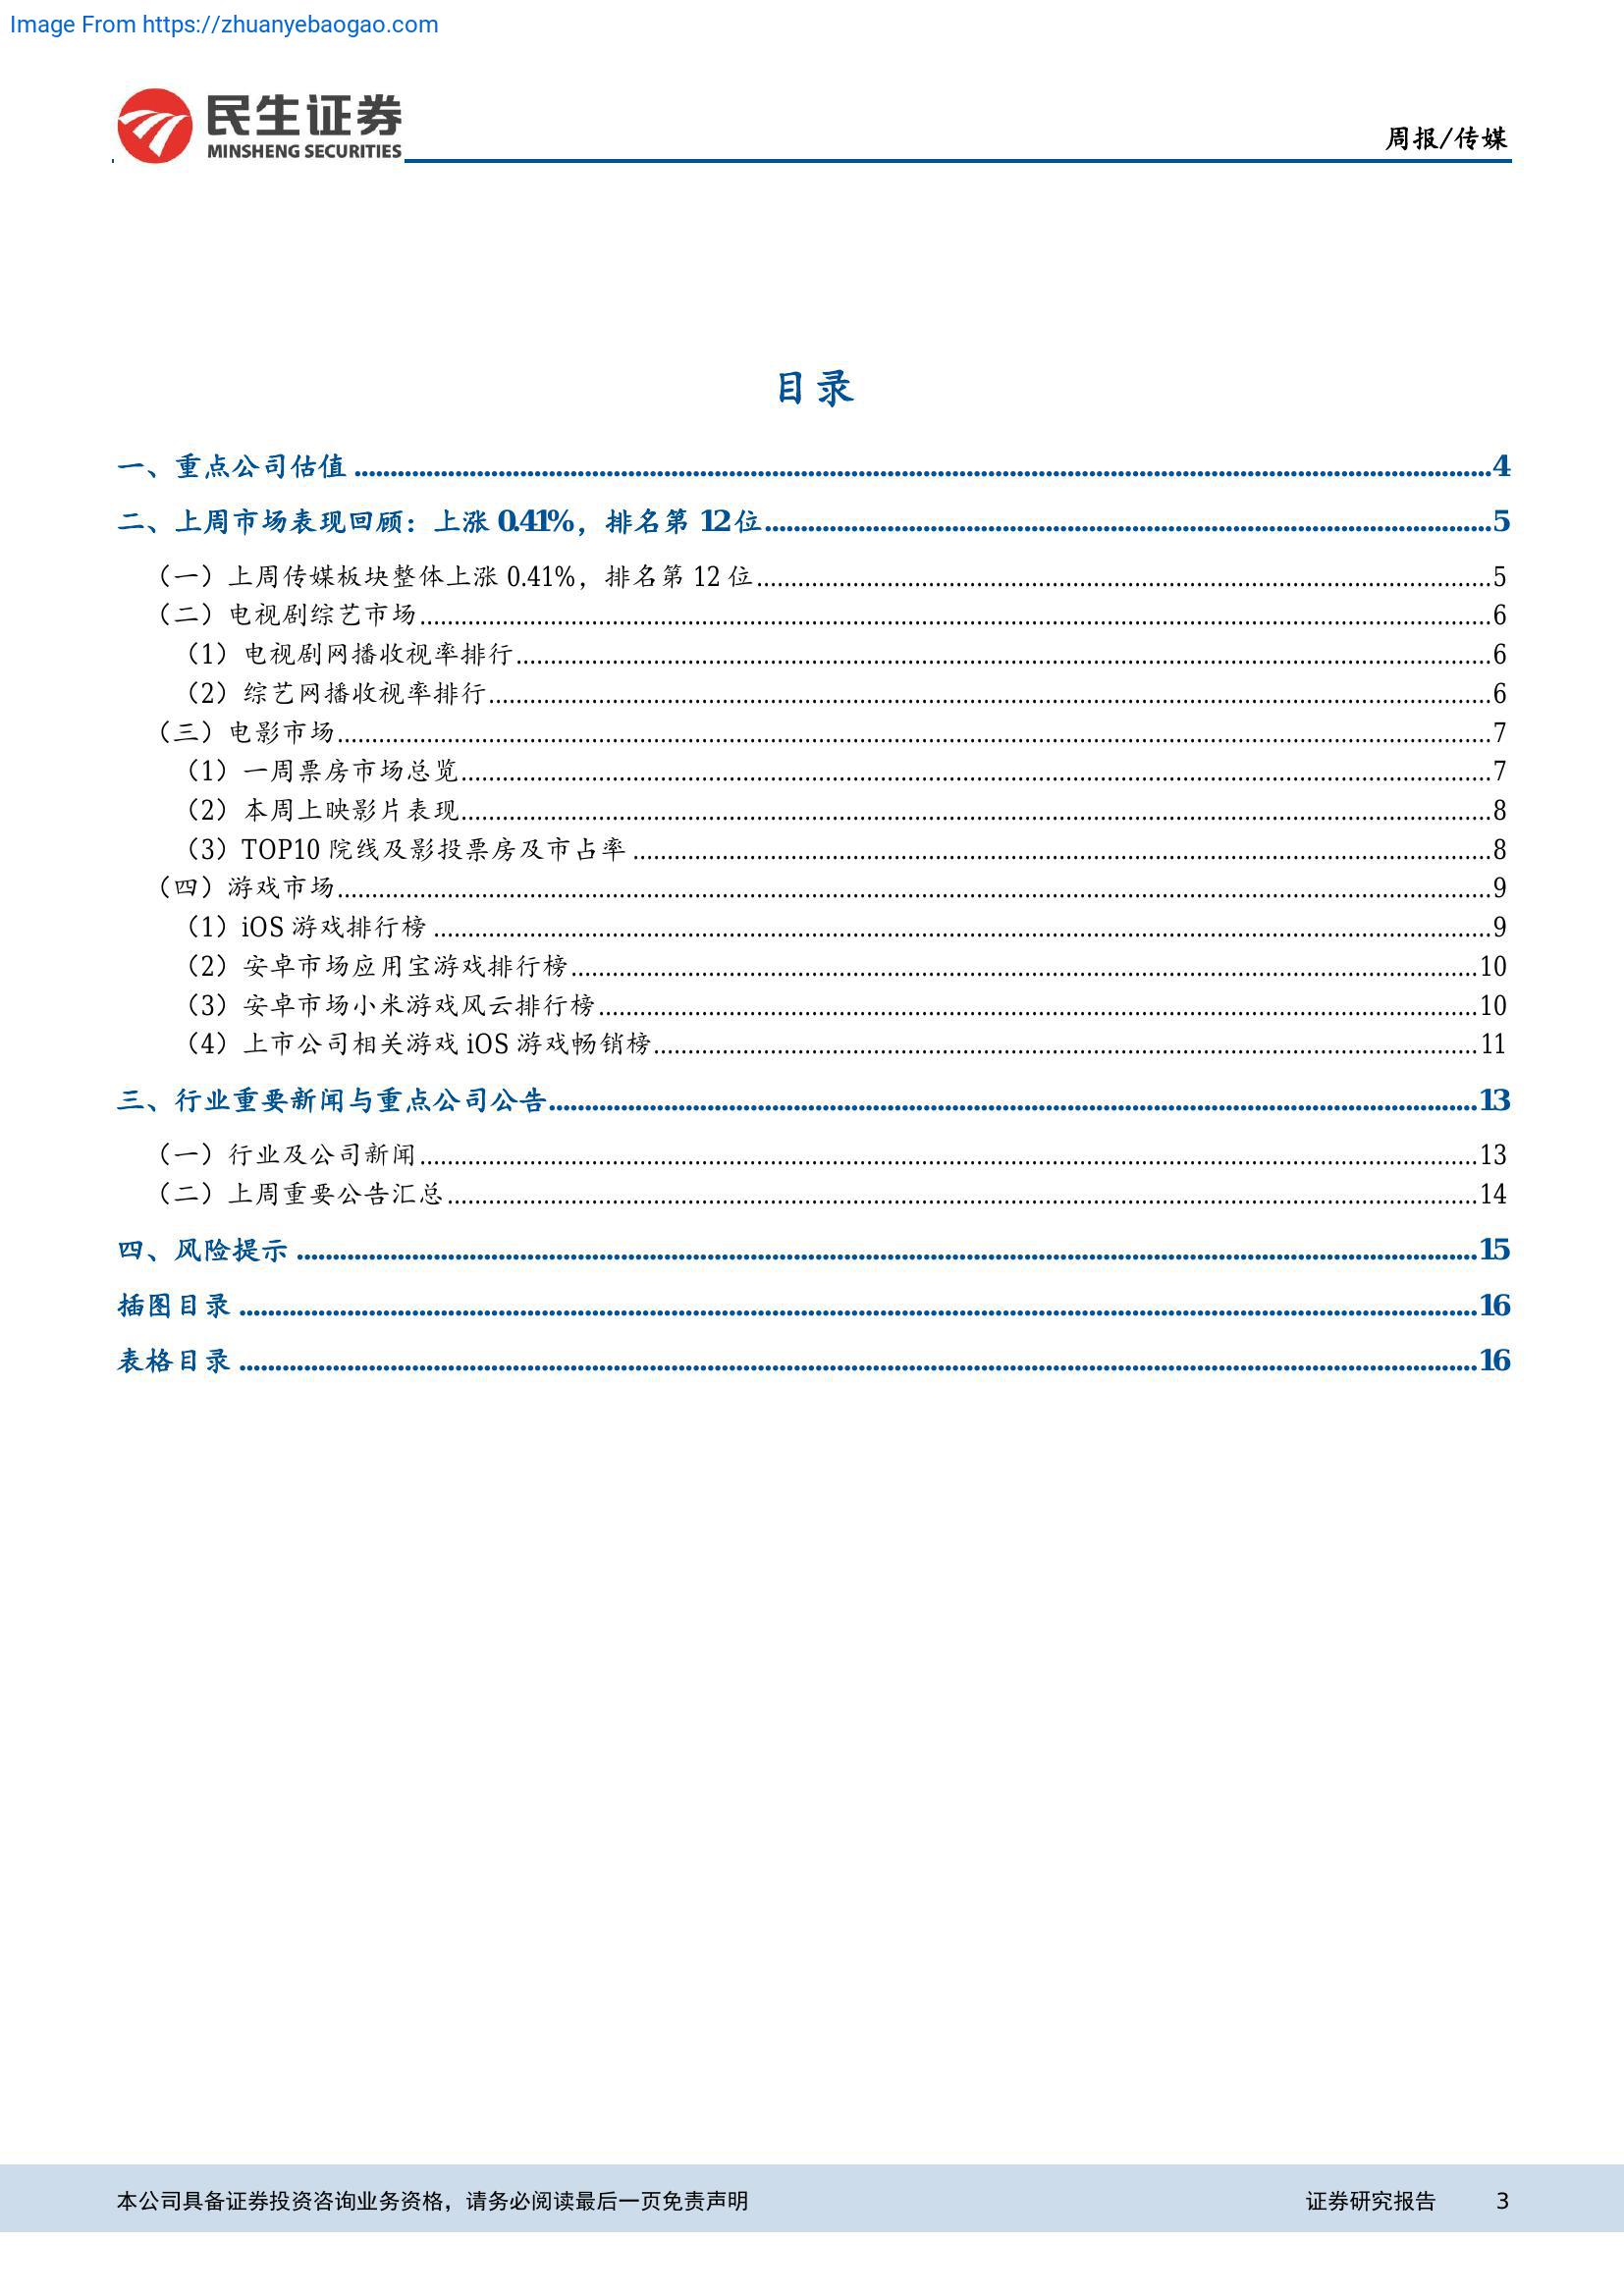 Image From https://zhuanyebaogao.com
民生证券
MINSHENG SECURITIES
周报/传媒
目录
一、重点公司估值 ........ 4
二、上周市场表现回顾：上涨 0.41%，排名第 12 位 ........ 5
（一）上周传媒板块整体上涨 0.41%，排名第 12 位 ........ 5
（二）电视剧综艺市场 ........ 6
（1）电视剧网播收视率排行 ........ 6
（2）综艺网播收视率排行 ........ 6
（三）电影市场 ........ 7
（1）一周票房市场总览 ........ 7
（2）本周上映影片表现 ........ 8
（3）TOP10 院线及影投票房及市占率 ........ 8
（四）游戏市场 ........ 9
（1）iOS 游戏排行榜 ........ 9
（2）安卓市场应用宝游戏排行榜 ........ 10
（3）安卓市场小米游戏风云排行榜 ........ 10
（4）上市公司相关游戏 iOS 游戏畅销榜 ........ 11
三、行业重要新闻与重点公司公告 ........ 13
（一）行业及公司新闻 ........ 13
（二）上周重要公告汇总 ........ 14
四、风险提示 ........ 15
插图目录 ........ 16
表格目录 ........ 16
本公司具备证券投资咨询业务资格，请务必阅读最后一页免责声明 证券研究报告 3